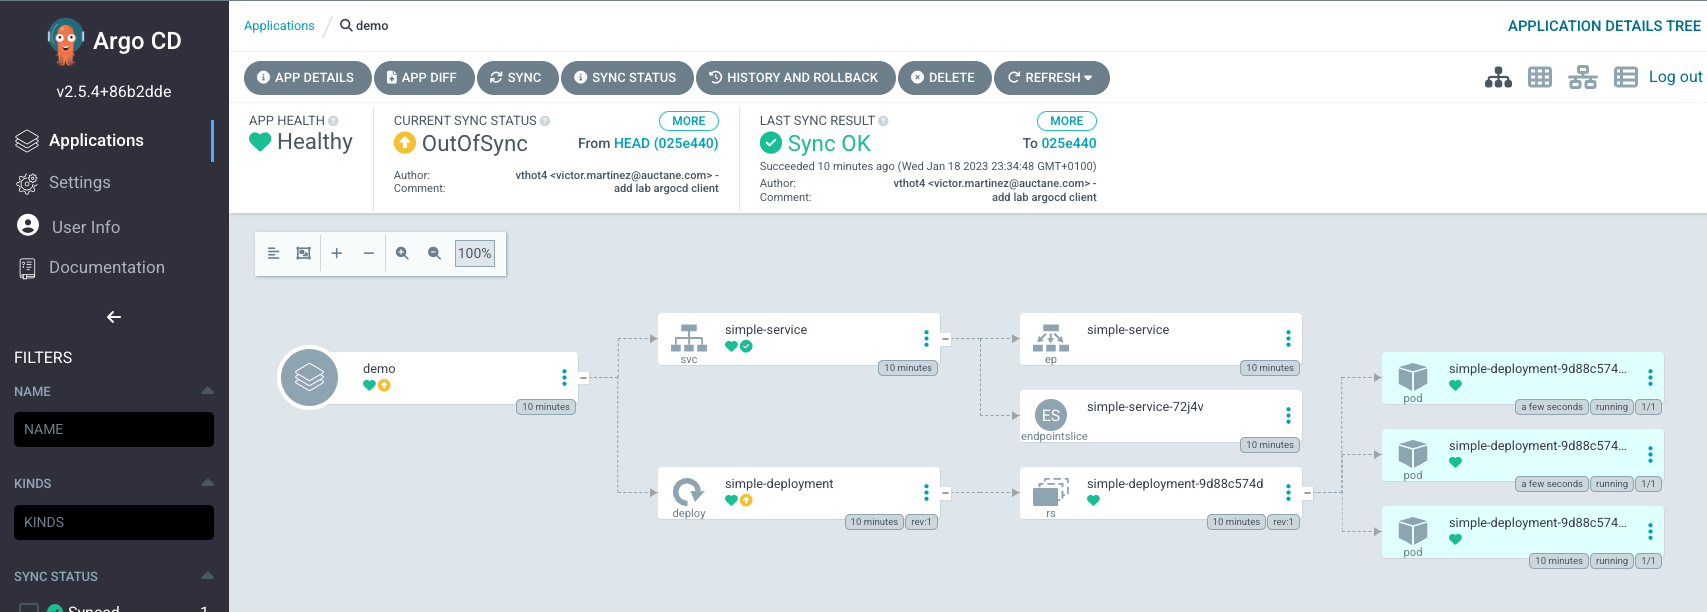 Argo CD
v2.5.4+86b2dde
Applications
Settings
User Info
Documentation
FILTERS
NAME
NAME
KINDS
KINDS
SYNC STATUS
Synced 1
Applications / demo
APPLICATION DETAILS TREE
APP DETAILS APP DIFF SYNC SYNC STATUS HISTORY AND ROLLBACK DELETE REFRESH
Log out
APP HEALTH
Healthy
CURRENT SYNC STATUS MORE
OutOfSync From HEAD (025e440)
Author: vthot4 <victor.martinez@auctane.com> -
Comment: add lab argocd client
LAST SYNC RESULT MORE
Sync OK To 025e440
Succeeded 10 minutes ago (Wed Jan 18 2023 23:34:48 GMT+0100)
Author: vthot4 <victor.martinez@auctane.com> -
Comment: add lab argocd client
100%
demo
10 minutes
simple-service
svc
10 minutes
simple-deployment
deploy
10 minutes rev:1
simple-service
ep
10 minutes
ES
simple-service-72j4v
endpointslice
10 minutes
simple-deployment-9d88c574d
rs
10 minutes rev:1
simple-deployment-9d88c574...
pod
a few seconds running 1/1
simple-deployment-9d88c574...
pod
a few seconds running 1/1
simple-deployment-9d88c574...
pod
10 minutes running 1/1